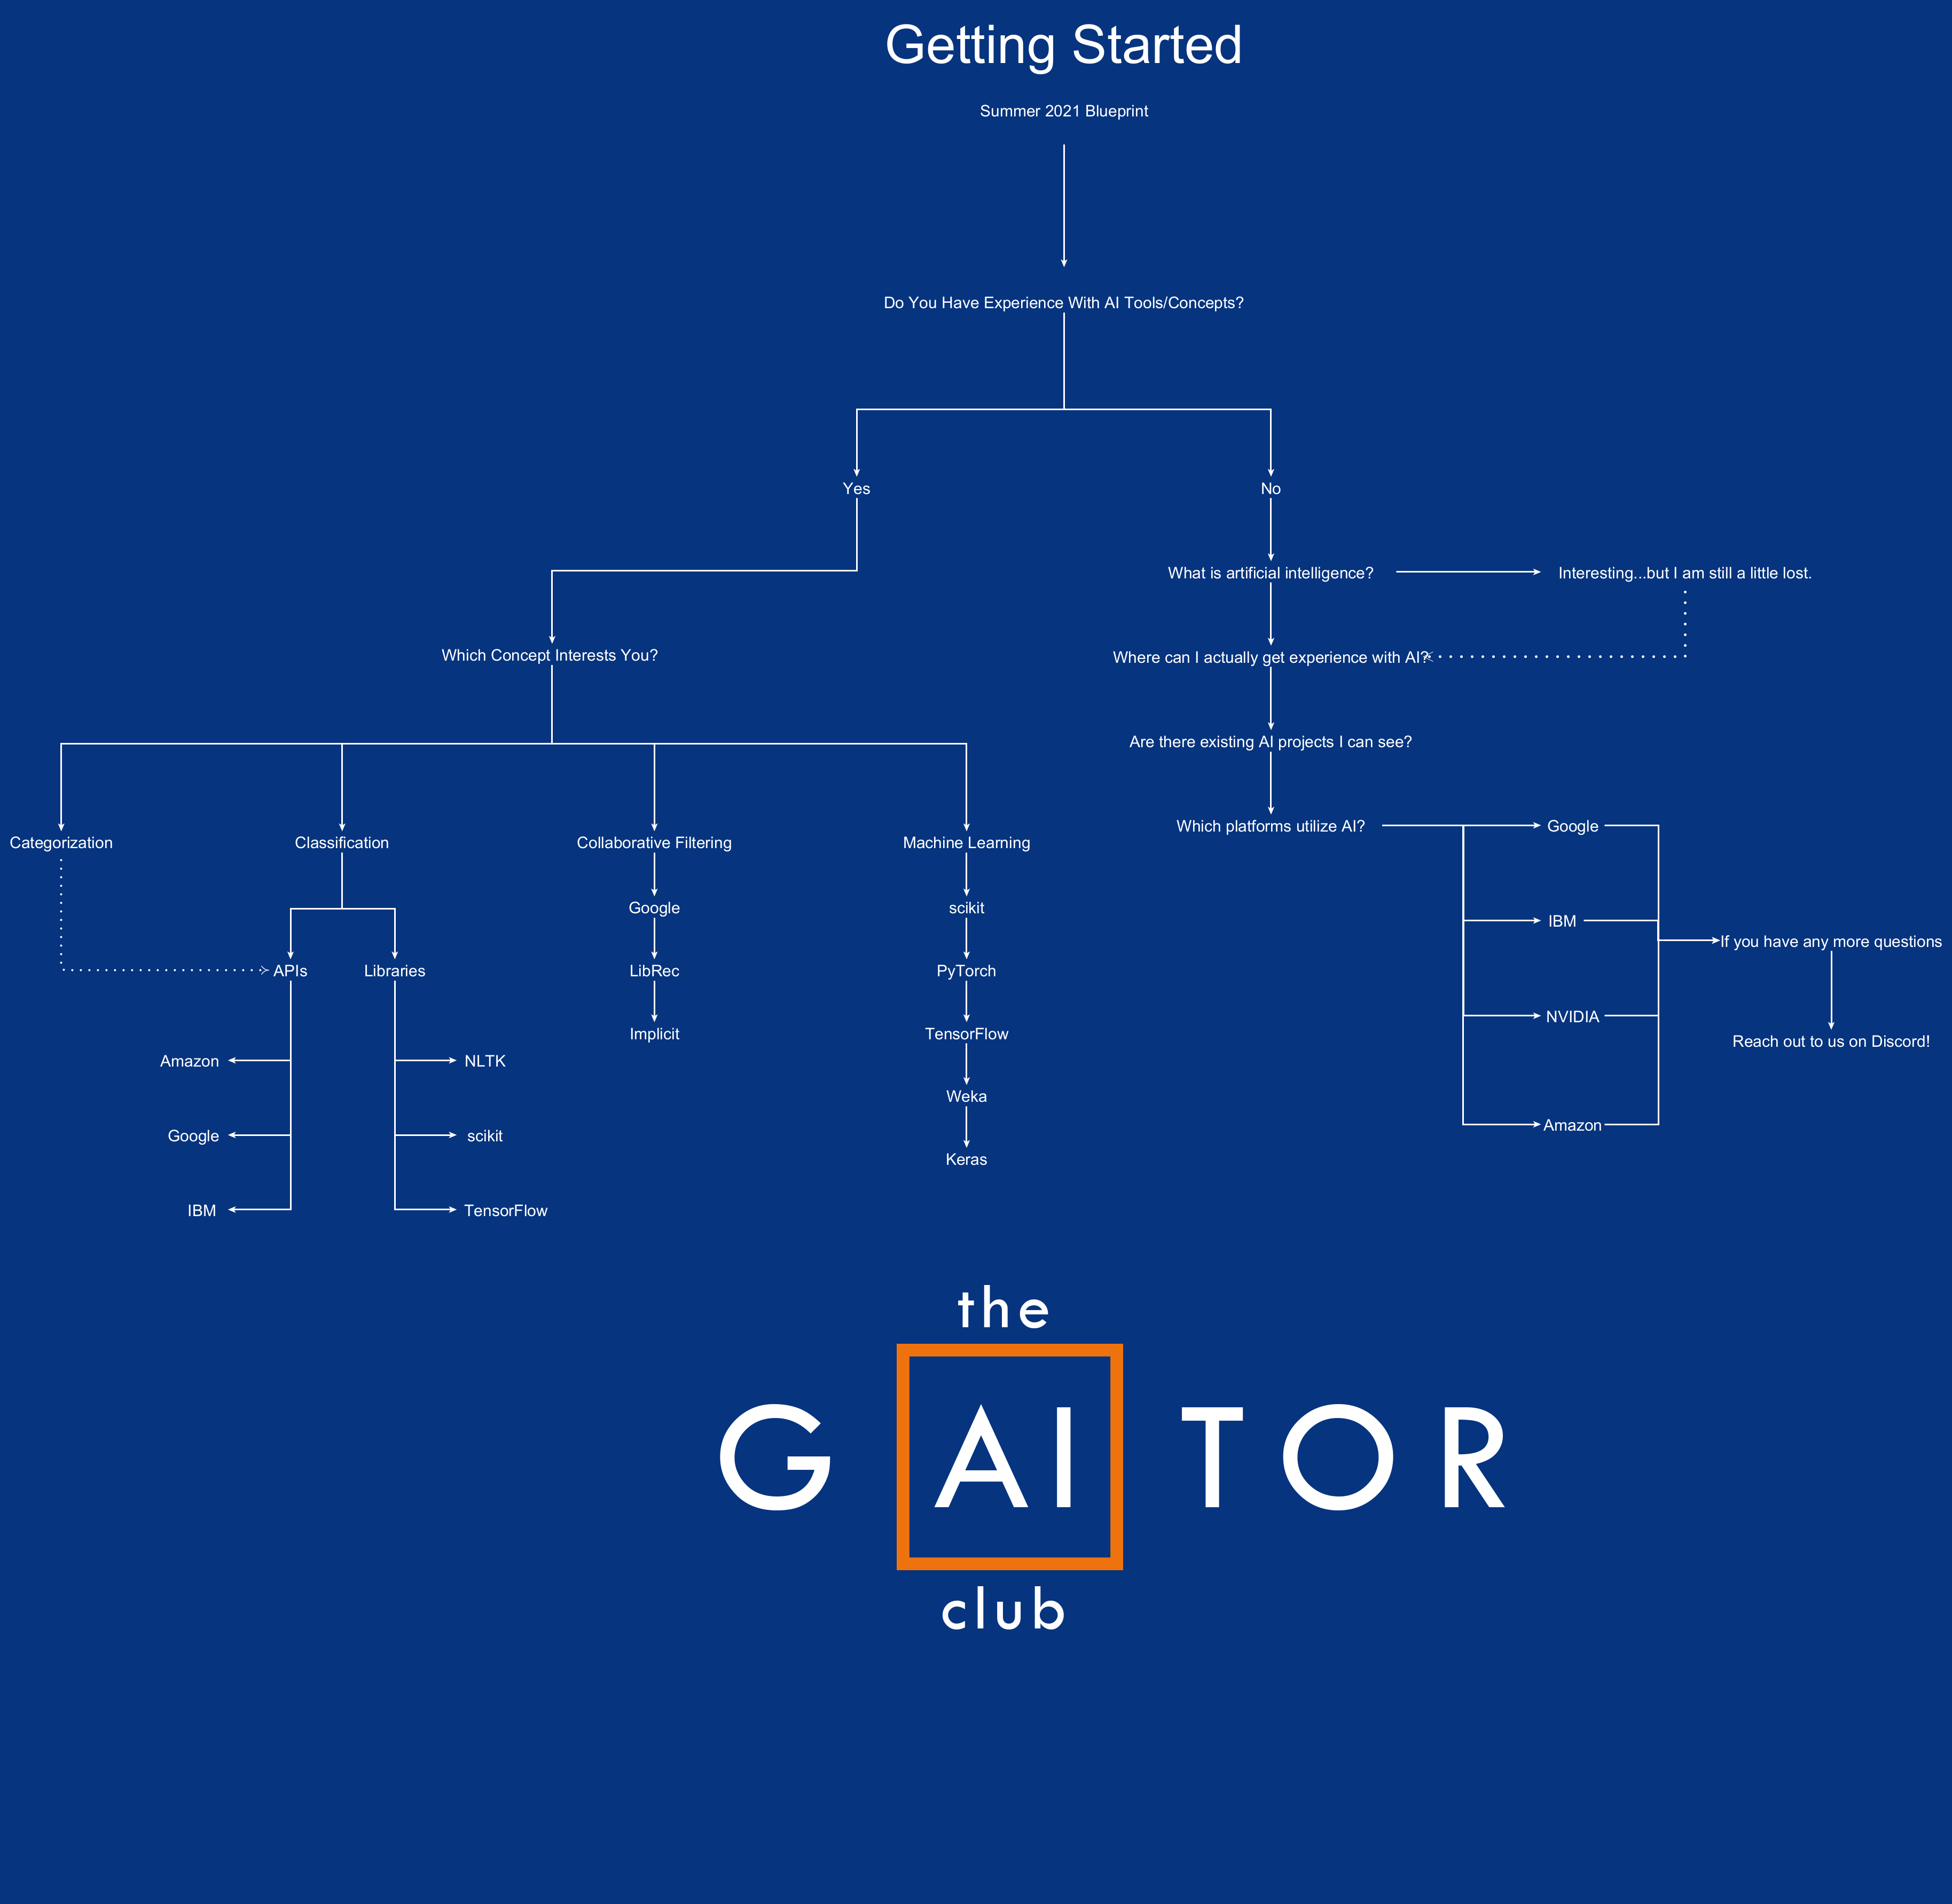 Getting Started
Summer 2021 Blueprint
Do You Have Experience With AI Tools/Concepts?
Yes
No
What is artificial intelligence?
Interesting...but I am still a little lost.
Which Concept Interests You?
Where can I actually get experience with AI?
Are there existing AI projects I can see?
Which platforms utilize AI?
Google
IBM
NVIDIA
Amazon
If you have any more questions
Reach out to us on Discord!
Categorization
Classification
Collaborative Filtering
Machine Learning
APIs
Libraries
Amazon
Google
IBM
NLTK
scikit
TensorFlow
Google
LibRec
Implicit
scikit
PyTorch
TensorFlow
Weka
Keras
the
G AI TOR
club